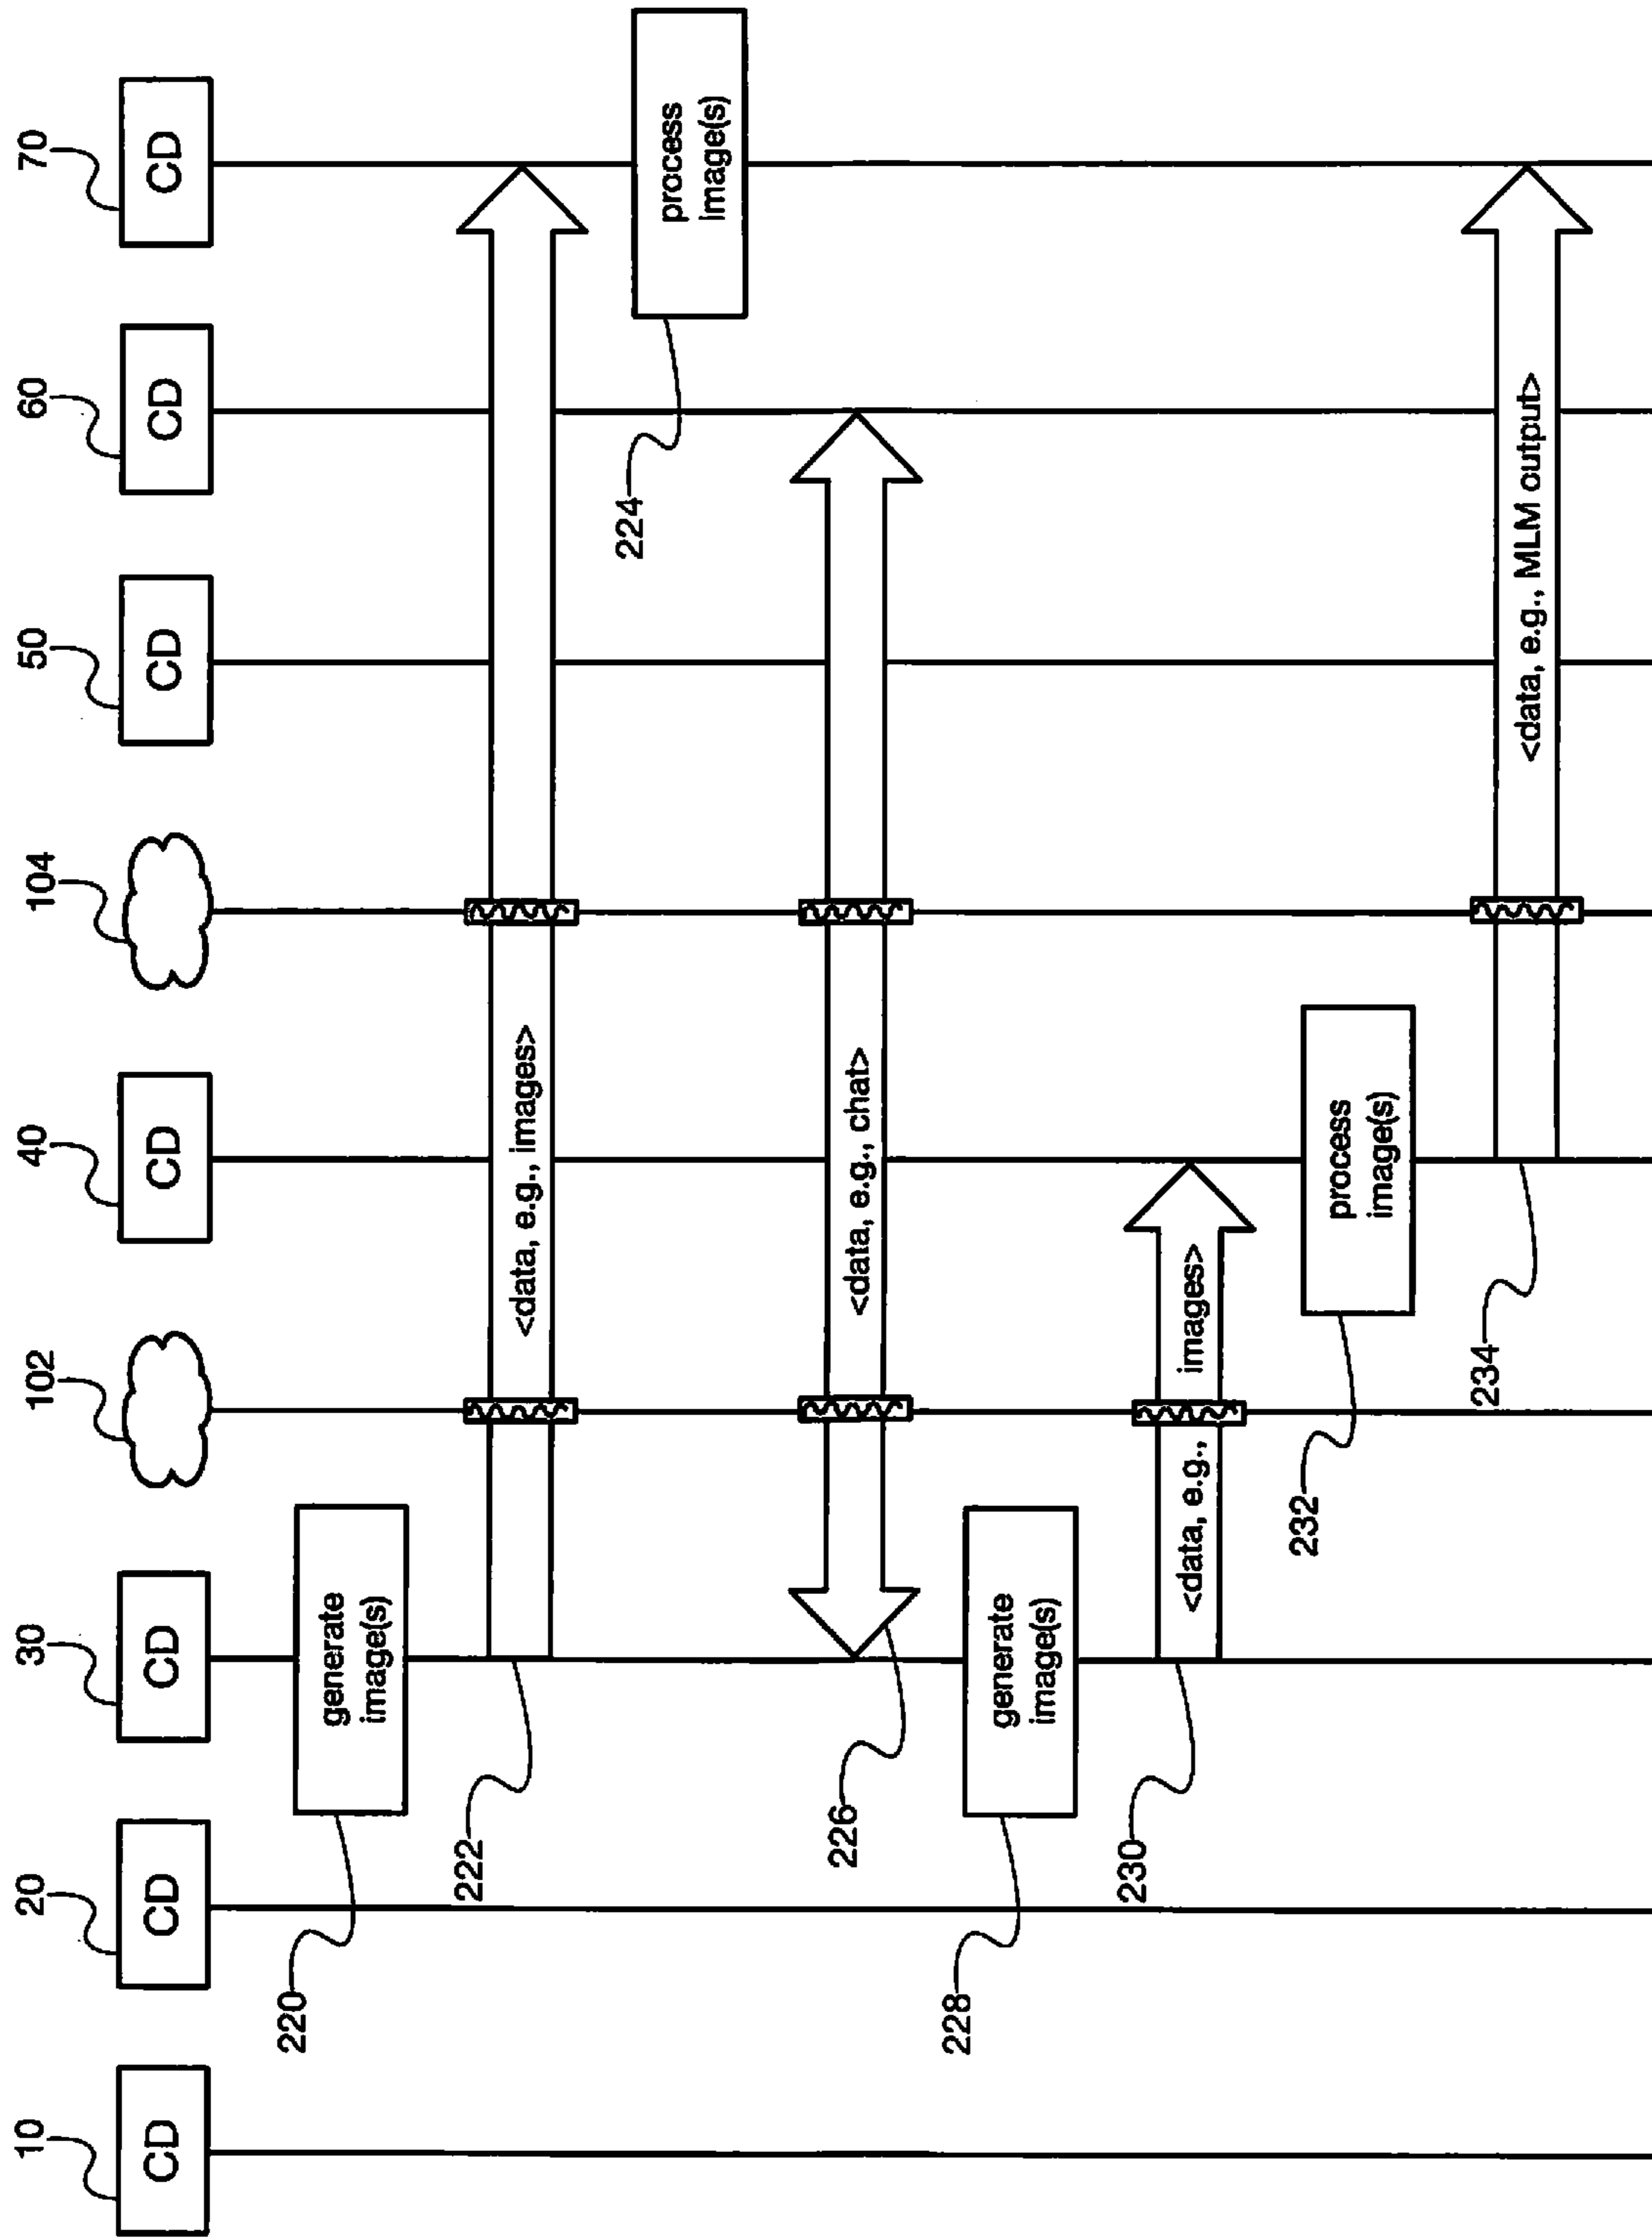 10
20
30
102
40
104
50
60
70
CD
CD
CD
CD
CD
CD
CD
220
generate
image(s)
222
<data, e.g., images>
224
process
image(s)
226
<data, e.g., chat>
228
generate
image(s)
230
<data, e.g., images>
232
process
image(s)
234
<data, e.g., MLM output>